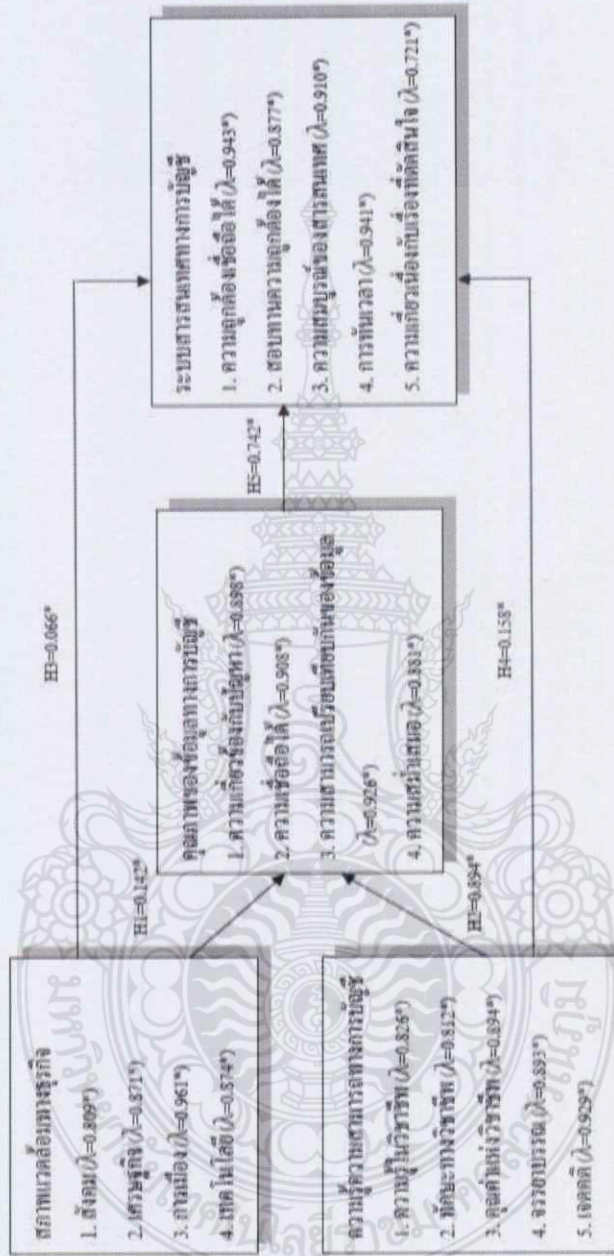 สภาพแวดล้อมทางธุรกิจ
1. สังคม (λ=0.809*)
2. เศรษฐกิจ (λ=0.871*)
3. การเมือง (λ=0.961*)
4. เทคโนโลยี (λ=0.874*)
ความรู้ความสามารถทางการบัญชี
1. ความรู้ในวิชาชีพ (λ=0.826*)
2. ทักษะทางวิชาชีพ (λ=0.812*)
3. คุณค่าแห่งวิชาชีพ (λ=0.894*)
4. จรรยาบรรณ (λ=0.893*)
5. เจตคติ (λ=0.929*)
H1=0.142*
H2=0.894*
คุณภาพของข้อมูลทางการบัญชี
1. ความเกี่ยวข้องกับปัญหา (λ=0.898*)
2. ความเชื่อถือได้ (λ=0.908*)
3. ความสามารถเปรียบเทียบกันของข้อมูล
(λ=0.926*)
4. ความสม่ำเสมอ (λ=0.881*)
H3=0.066*
H5=0.742*
H4=0.158*
ระบบสารสนเทศทางการบัญชี
1. ความถูกต้องเชื่อถือได้ (λ=0.943*)
2. สอบทานความถูกต้องได้ (λ=0.877*)
3. ความสมบูรณ์ของสารสนเทศ (λ=0.910*)
4. การทันเวลา (λ=0.941*)
5. ความเกี่ยวเนื่องกับเรื่องที่ตัดสินใจ (λ=0.721*)